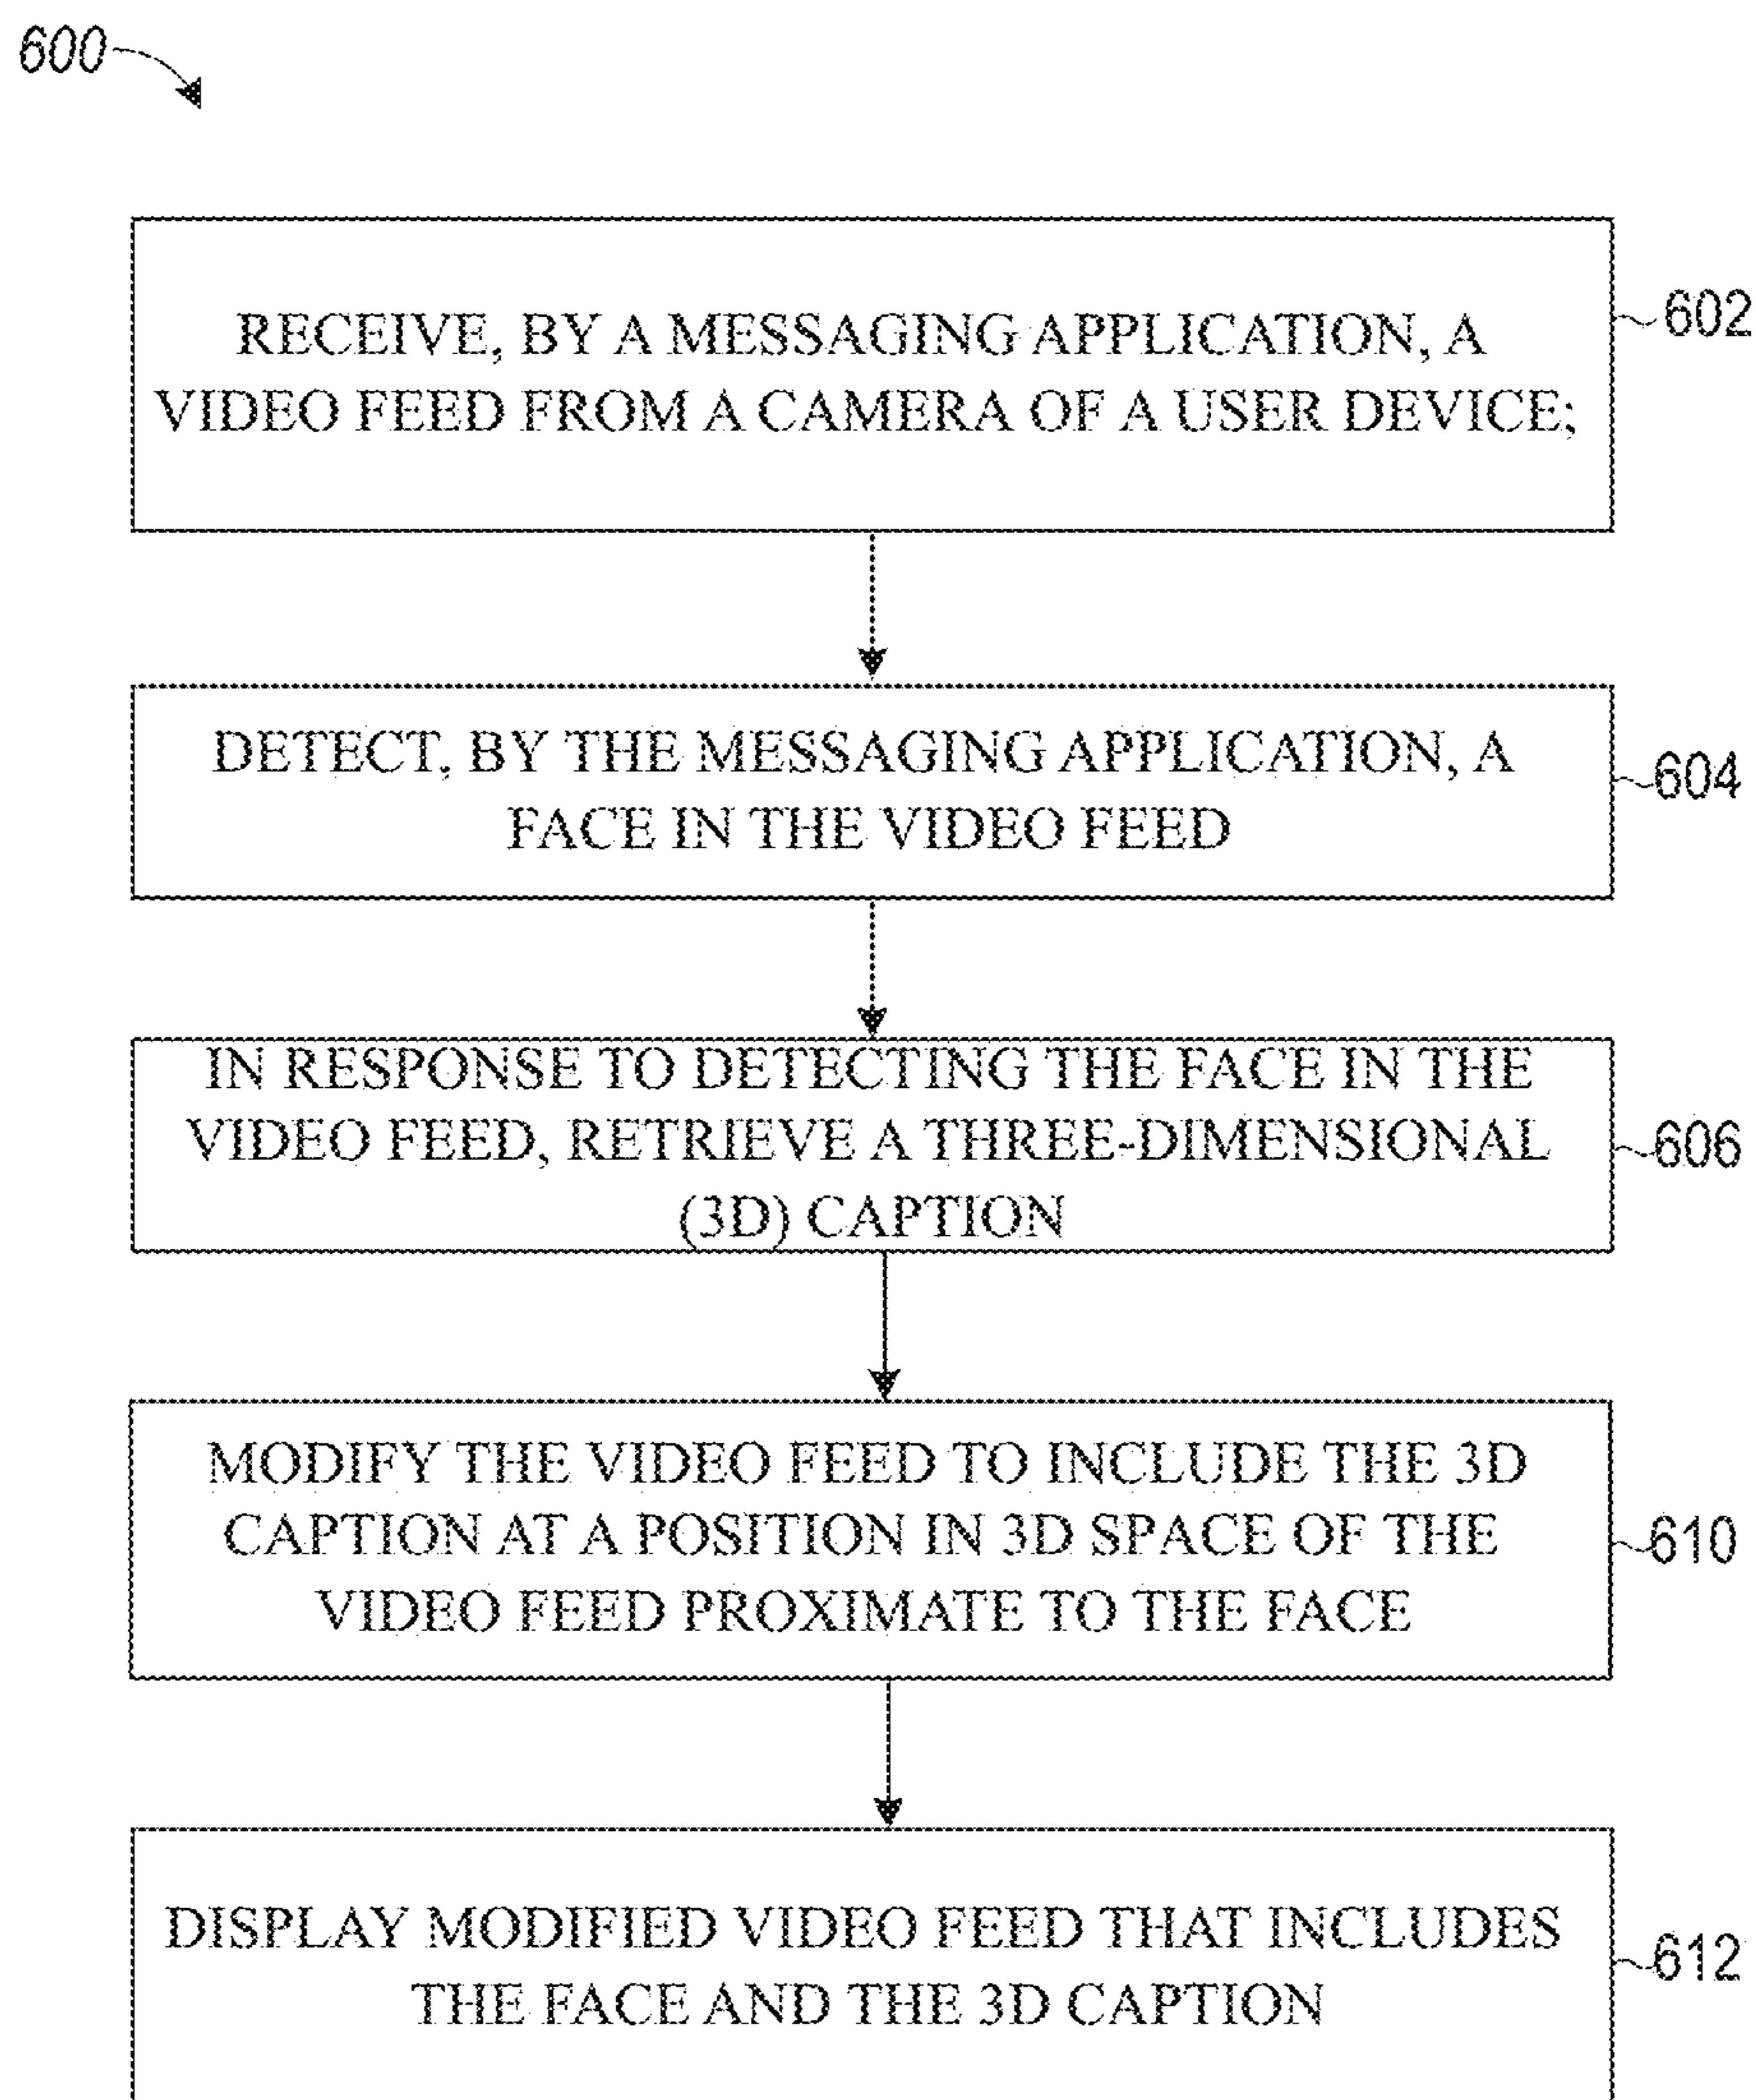 600
RECEIVE, BY A MESSAGING APPLICATION, A
VIDEO FEED FROM A CAMERA OF A USER DEVICE;
602
DETECT, BY THE MESSAGING APPLICATION, A
FACE IN THE VIDEO FEED
604
IN RESPONSE TO DETECTING THE FACE IN THE
VIDEO FEED, RETRIEVE A THREE-DIMENSIONAL
(3D) CAPTION
606
MODIFY THE VIDEO FEED TO INCLUDE THE 3D
CAPTION AT A POSITION IN 3D SPACE OF THE
VIDEO FEED PROXIMATE TO THE FACE
610
DISPLAY MODIFIED VIDEO FEED THAT INCLUDES
THE FACE AND THE 3D CAPTION
612